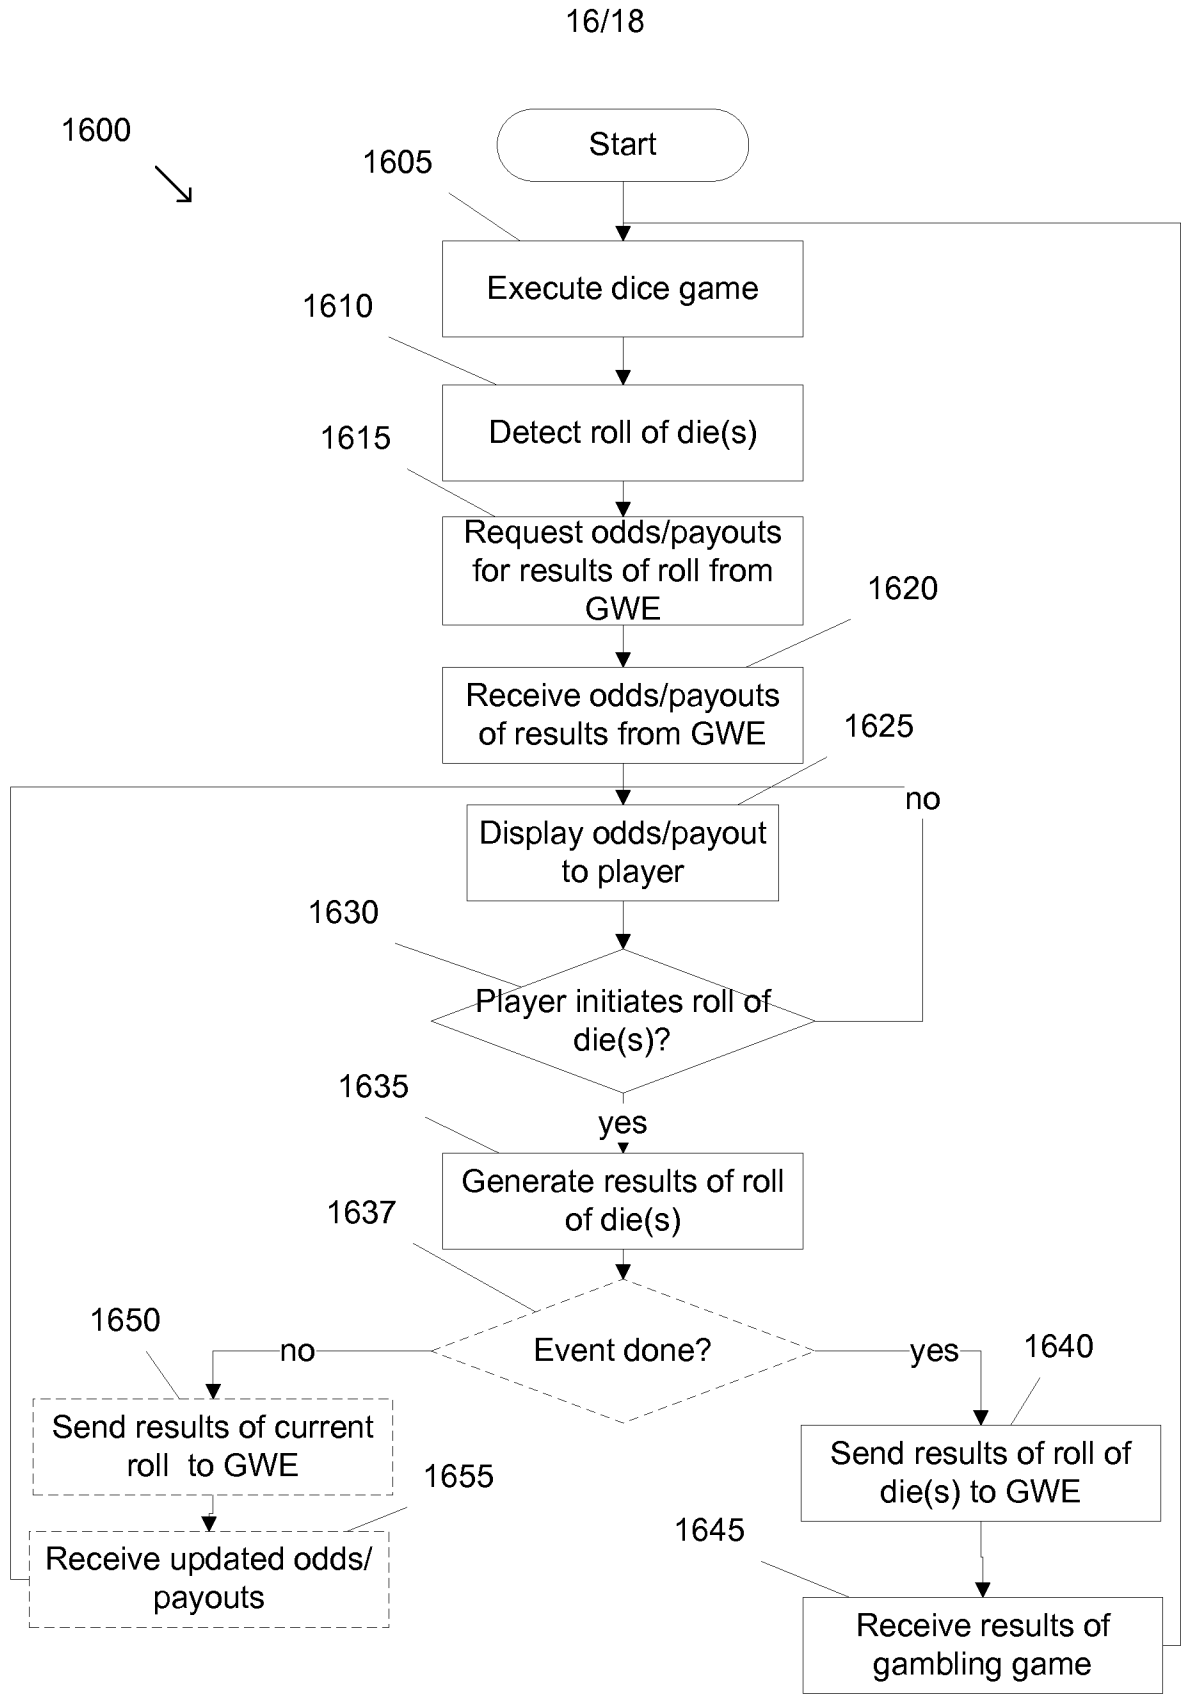 16/18
1600
Start
1605
Execute dice game
1610
Detect roll of die(s)
1615
Request odds/payouts
for results of roll from
GWE
1620
Receive odds/payouts
of results from GWE
1625
no
Display odds/payout
to player
1630
Player initiates roll of
die(s)?
1635
yes
Generate results of roll
of die(s)
1637
Event done?
no
yes
1650
Send results of current
roll  to GWE
1655
Receive updated odds/
payouts
1640
Send results of roll of
die(s) to GWE
1645
Receive results of
gambling game